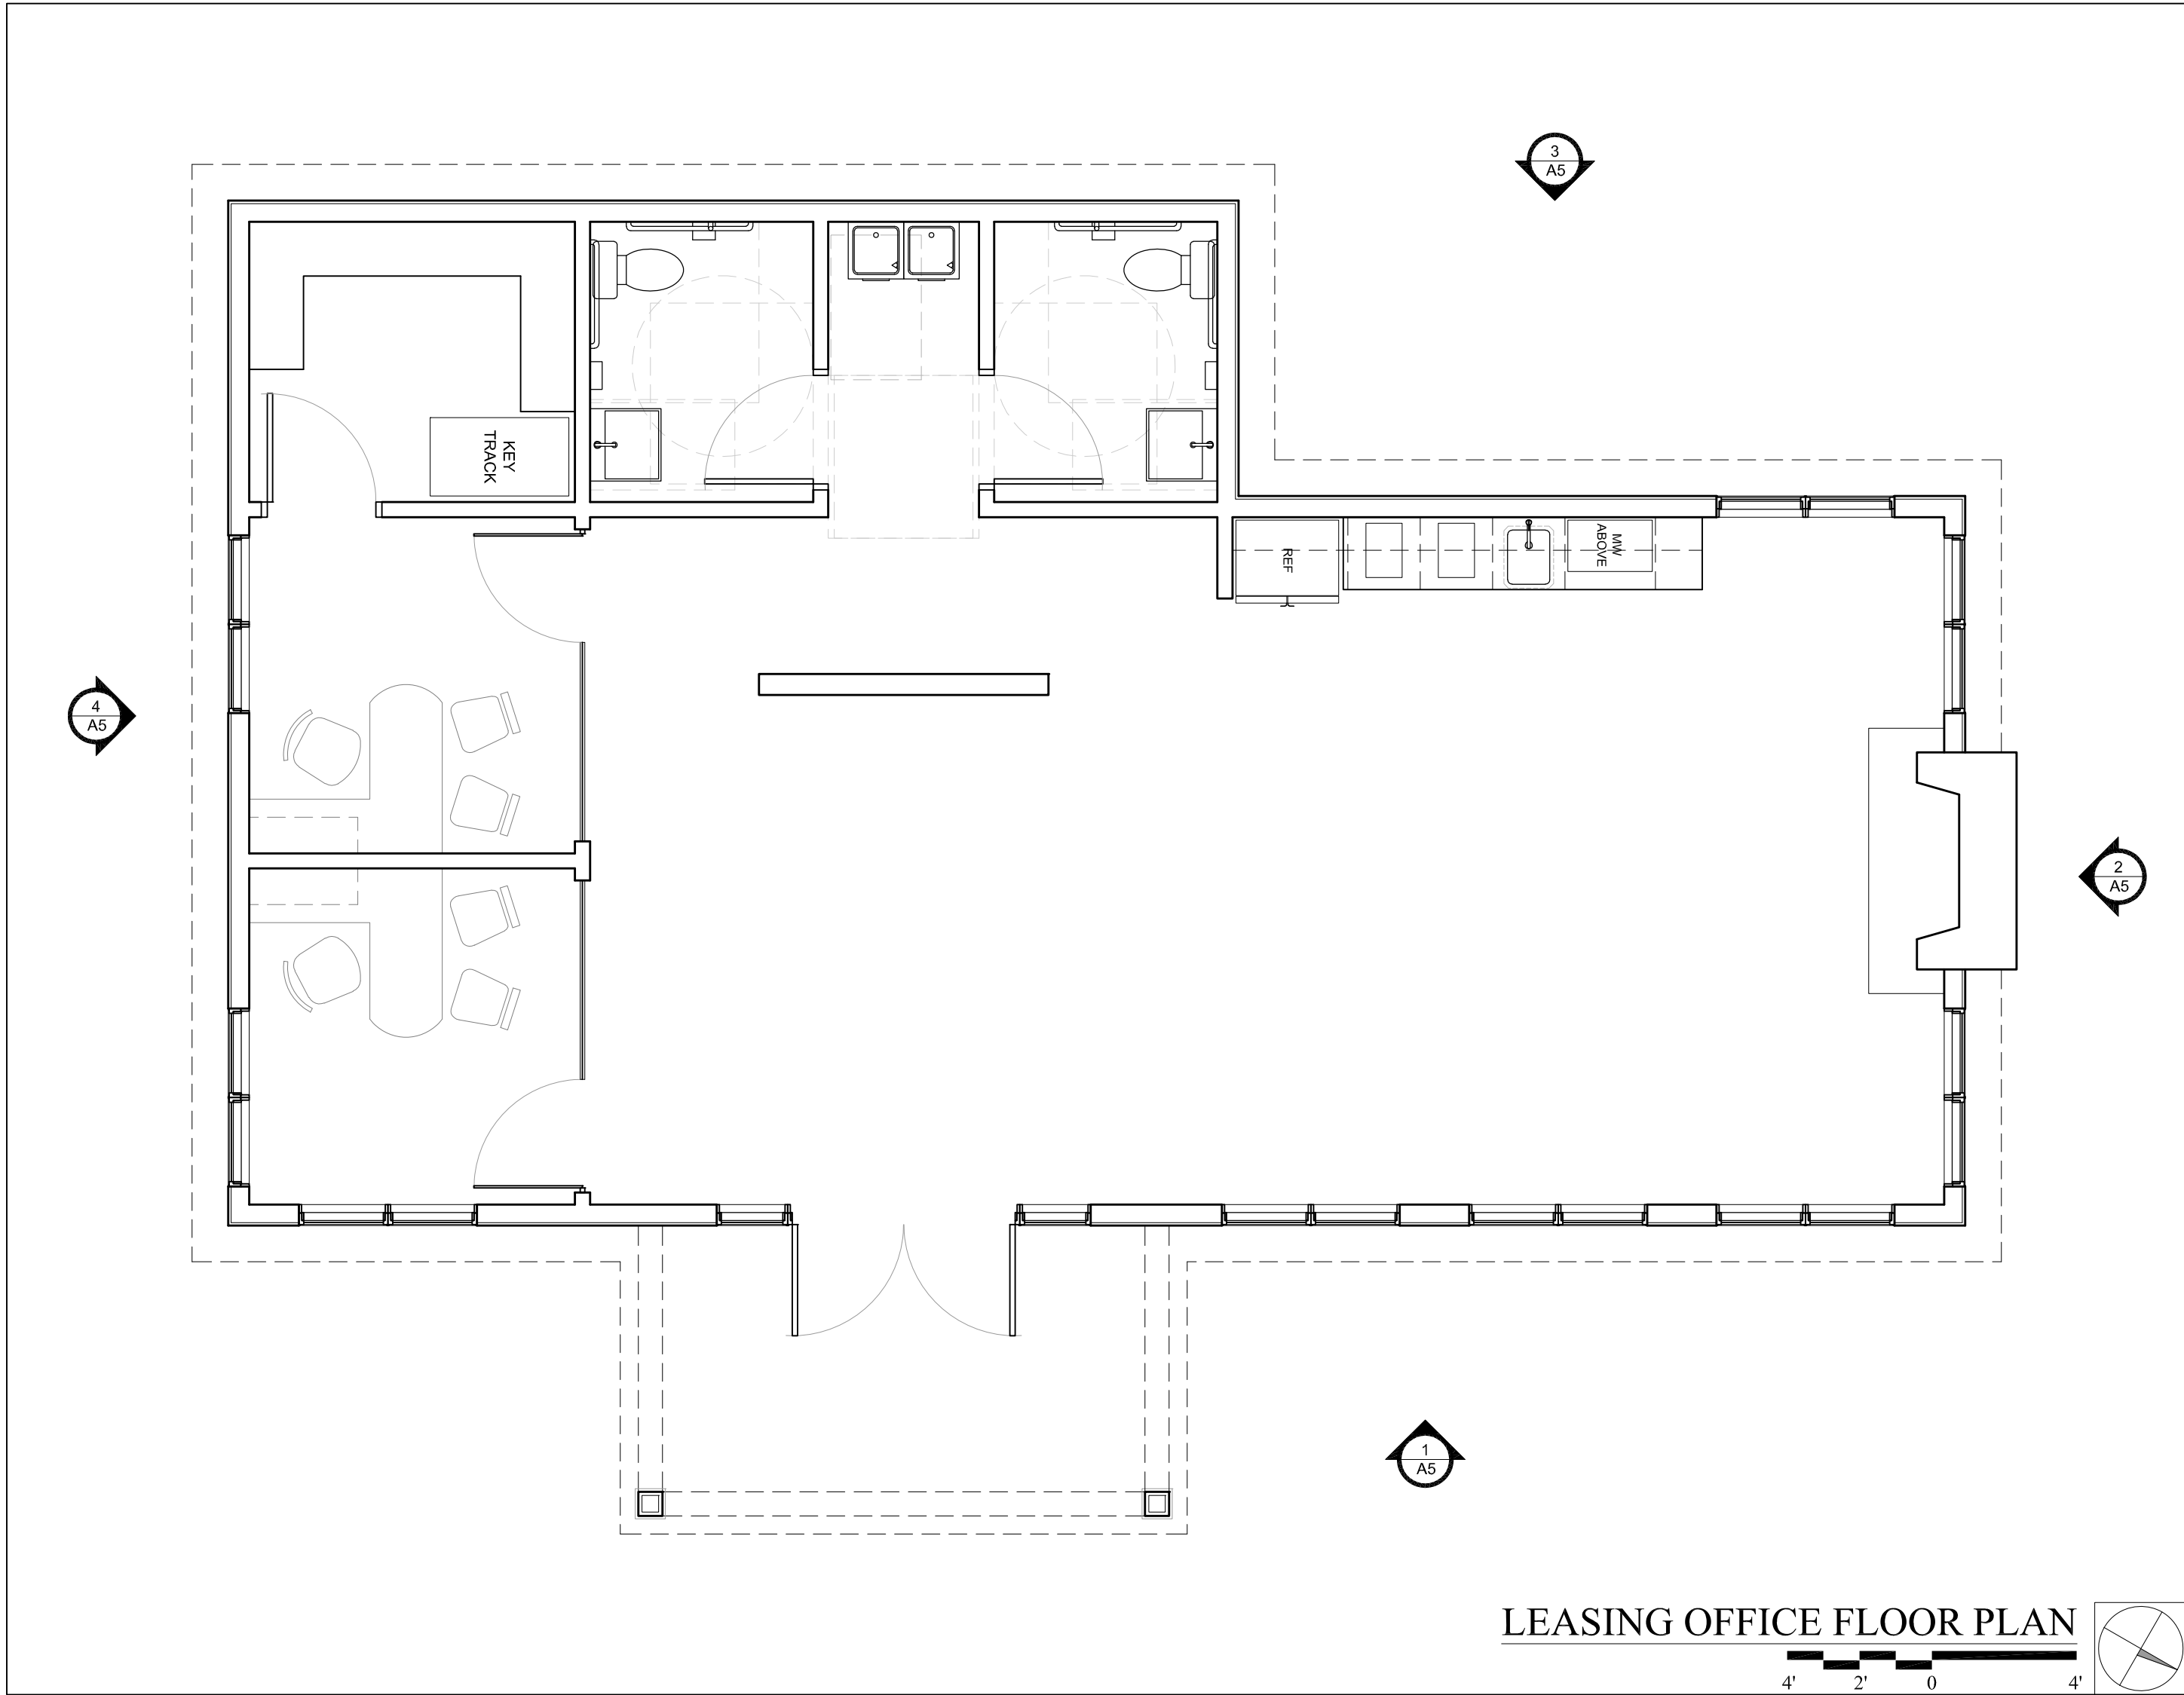 3
A5
KEY
TRACK
REF
MW
ABOVE
4
A5
2
A5
1
A5
LEASING OFFICE FLOOR PLAN
4' 2' 0 4'